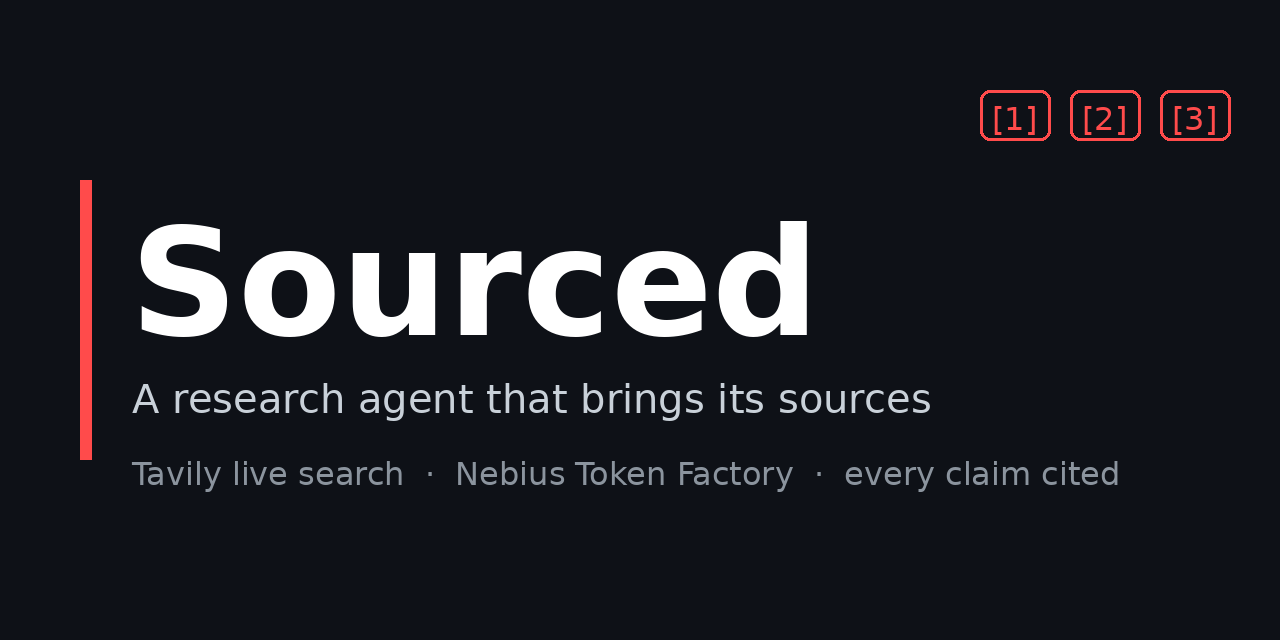 [1] [2] [3]
Sourced
A research agent that brings its sources
Tavily live search · Nebius Token Factory · every claim cited